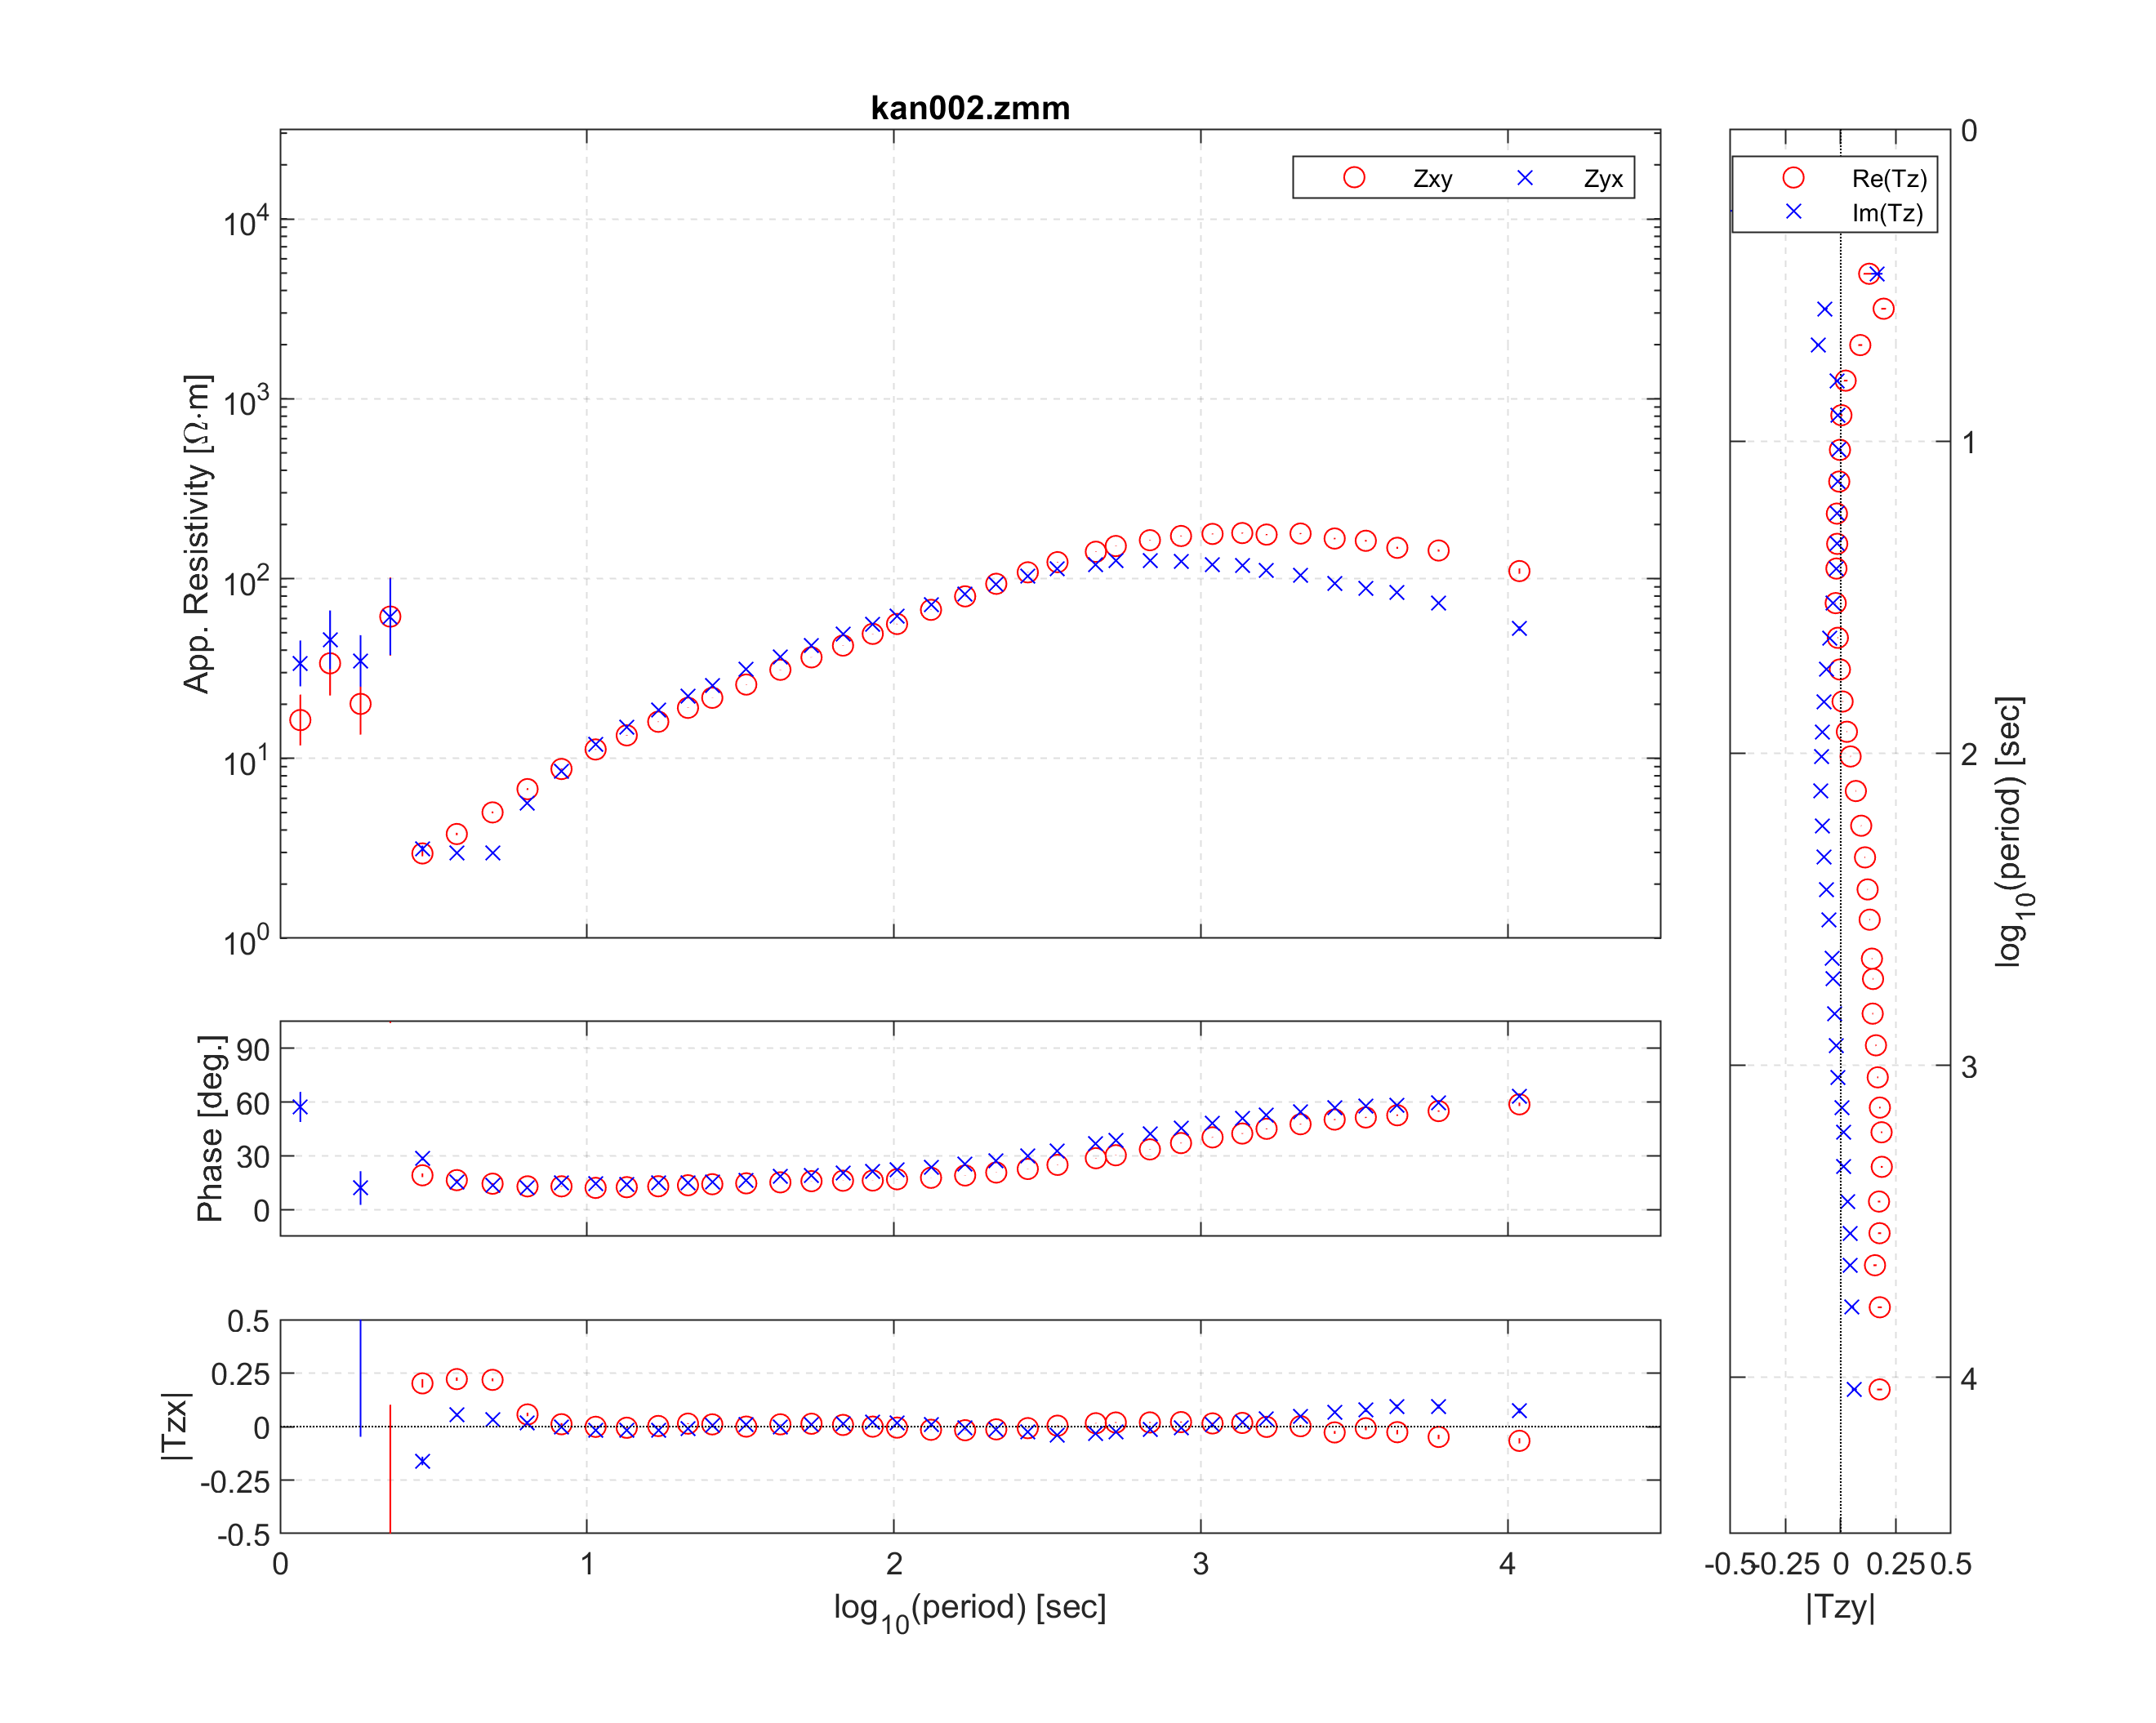 kan002.zmm
Zxy Zyx
App. Resistivity [Ω·m]
10^4
10^3
10^2
10^1
10^0
Phase [deg.]
90
60
30
0
|Tzx|
0.5
0.25
0
-0.25
-0.5
0 1 2 3 4
log10(period) [sec]
Re(Tz)
Im(Tz)
0
1
2
3
4
log10(period) [sec]
-0.5 -0.25 0 0.25 0.5
|Tzy|